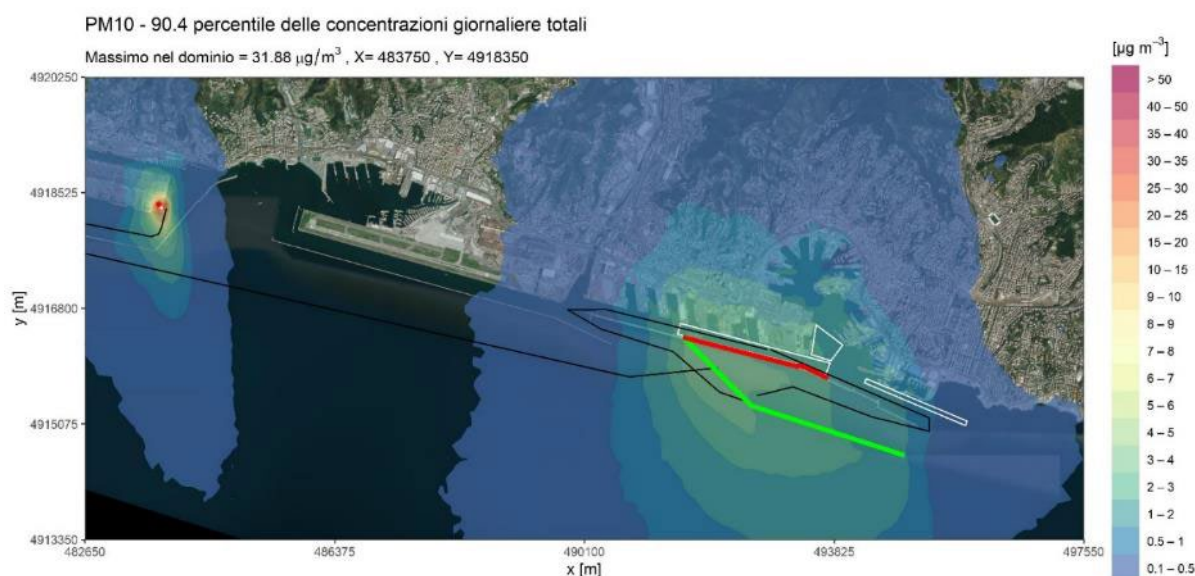 PM10 - 90.4 percentile delle concentrazioni giornaliere totali
Massimo nel dominio = 31.88 μg/m³ , X= 483750 , Y= 4918350
[μg m⁻³]
> 50
40 – 50
35 – 40
30 – 35
25 – 30
20 – 25
15 – 20
10 – 15
9 – 10
8 – 9
7 – 8
6 – 7
5 – 6
4 – 5
3 – 4
2 – 3
1 – 2
0.5 – 1
0.1 – 0.5
y [m]
4920250
4918525
4916800
4915075
4913350
482650
486375
490100
493825
497550
x [m]